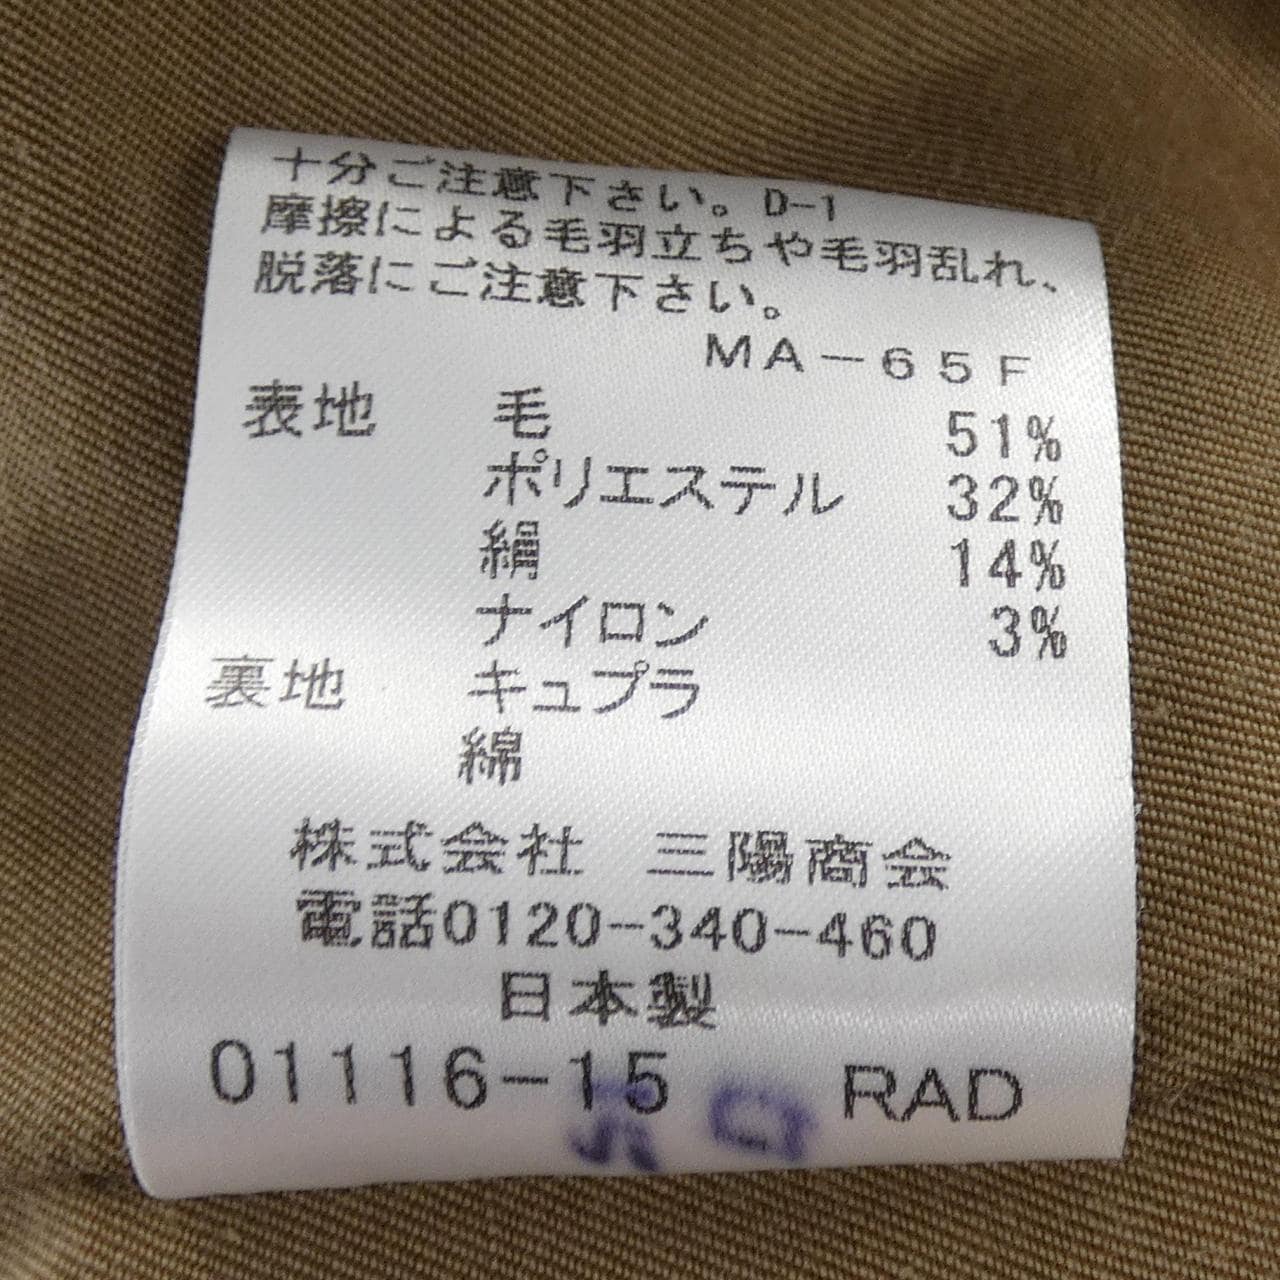 十分ご注意下さい。D-1
摩擦による毛羽立ちや毛羽乱れ、
脱落にご注意下さい。
MA-65F
表地 毛 51%
ポリエステル 32%
絹 14%
ナイロン 3%
裏地 キュプラ
綿
株式会社 三陽商会
電話0120-340-460
日本製
01116-15 RAD